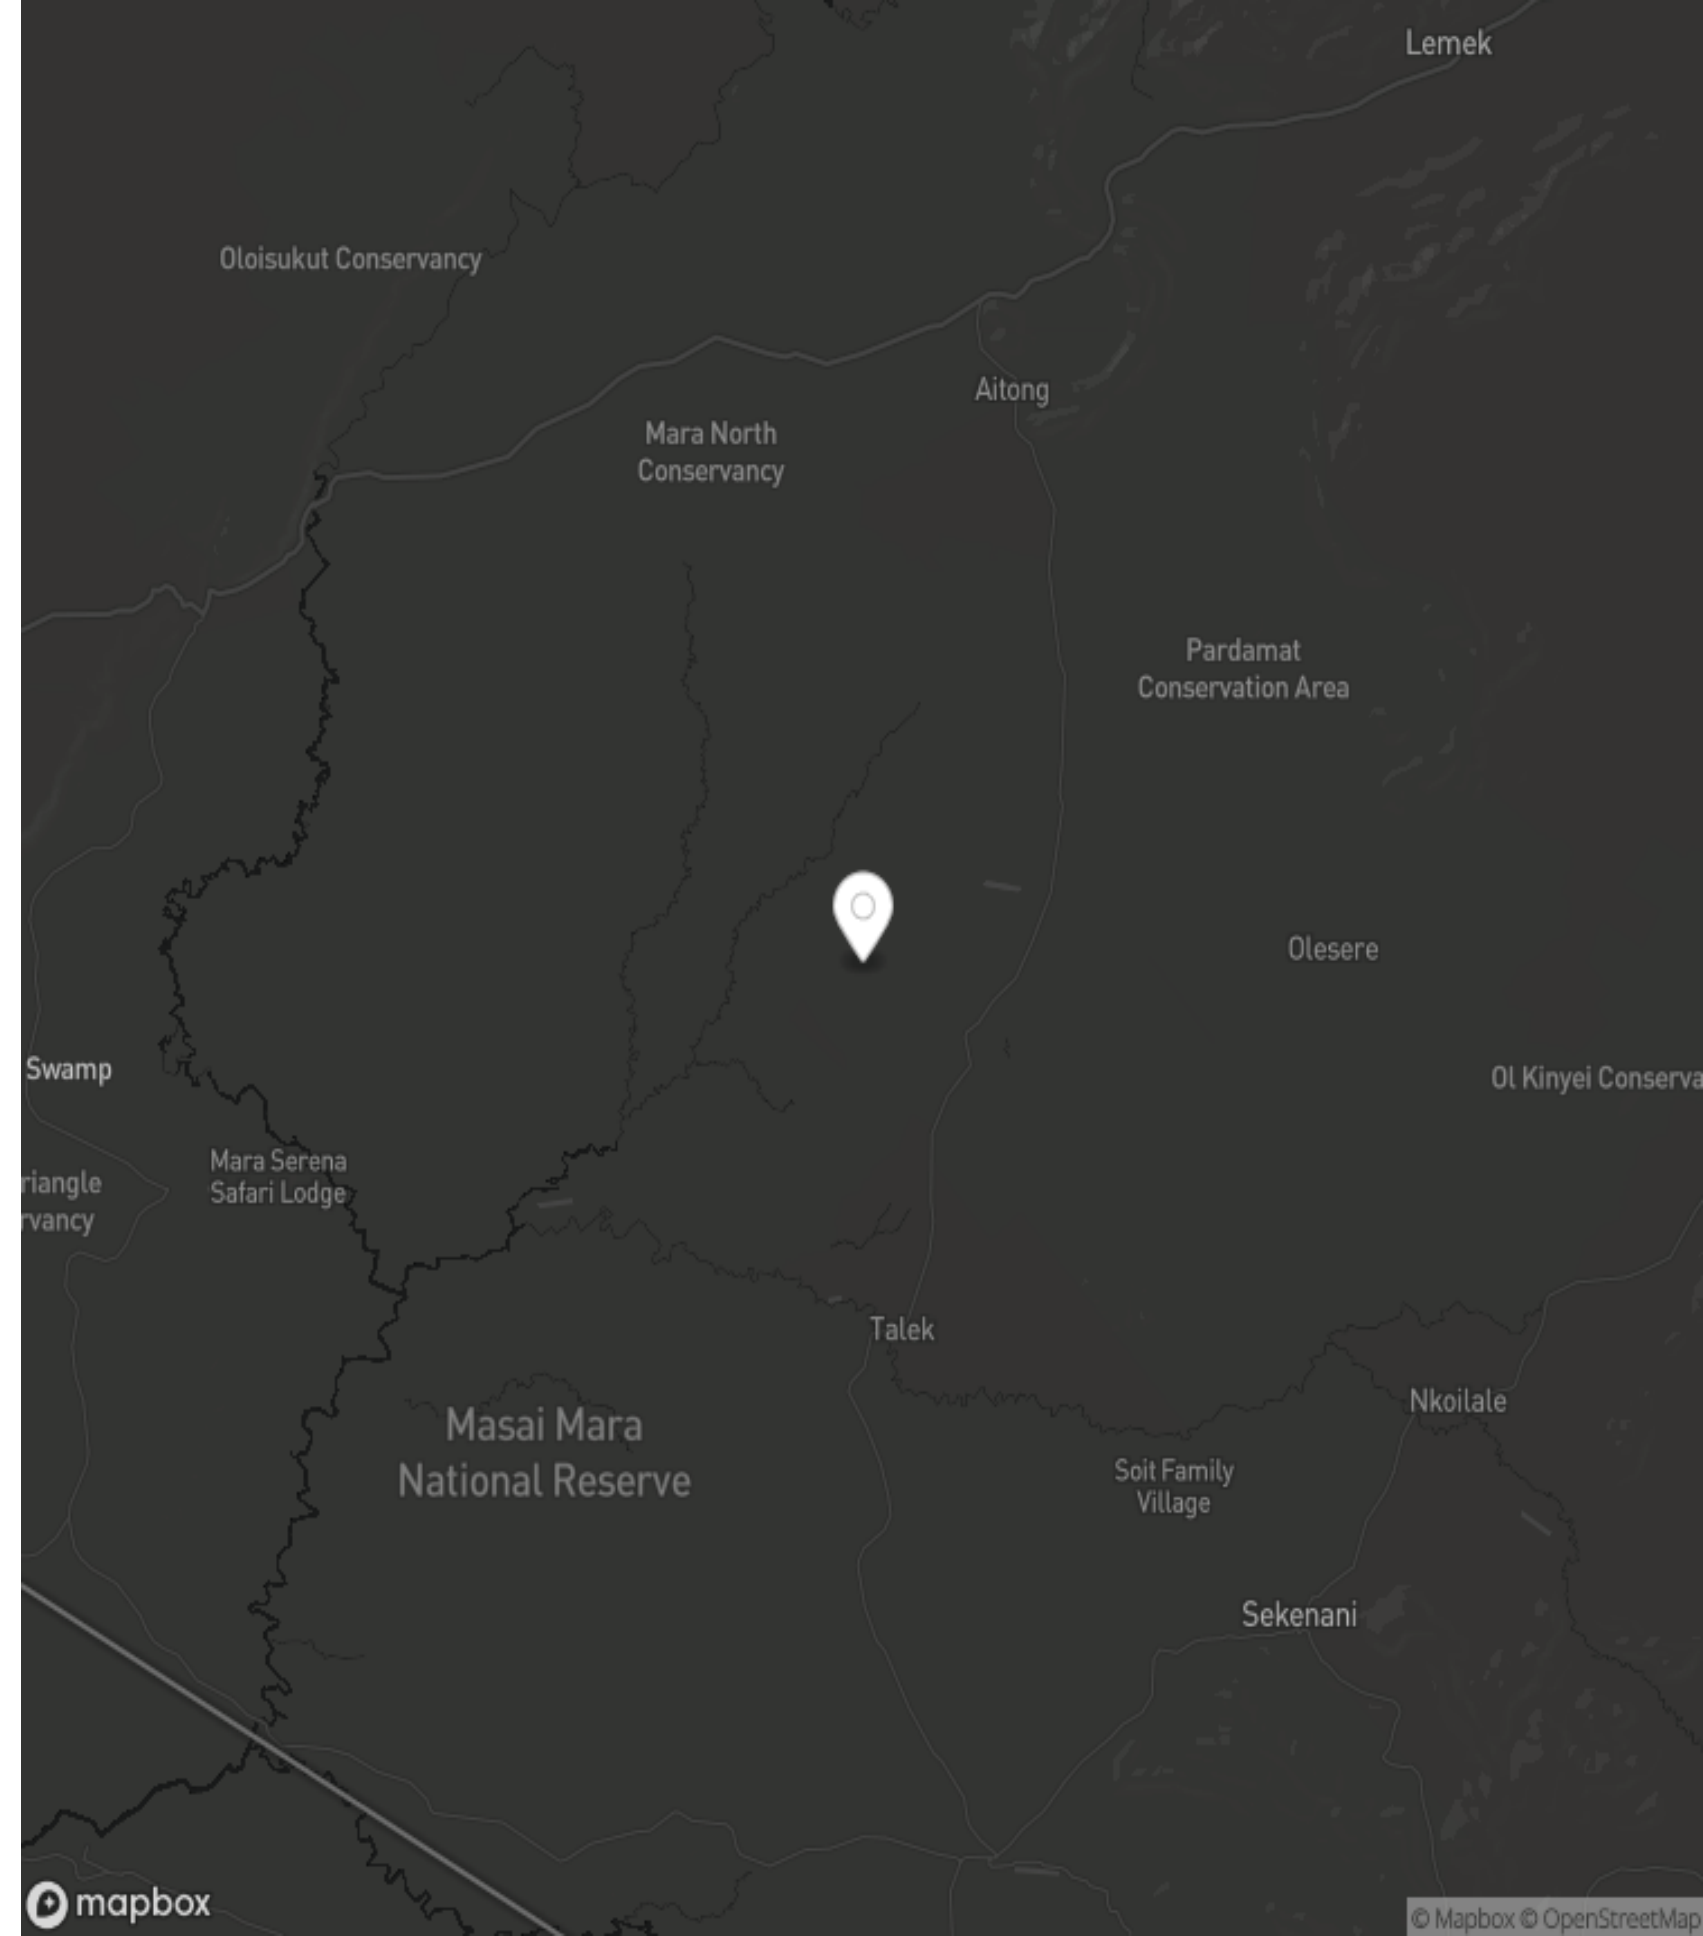 Lemek
Oloisukut Conservancy
Aitong
Mara North
Conservancy
Pardamat
Conservation Area
Olesere
Swamp
Ol Kinyei Conserva
Mara Serena
Safari Lodge
riangle
rvancy
Talek
Nkoilale
Masai Mara
National Reserve
Soit Family
Village
Sekenani
mapbox
© Mapbox © OpenStreetMap